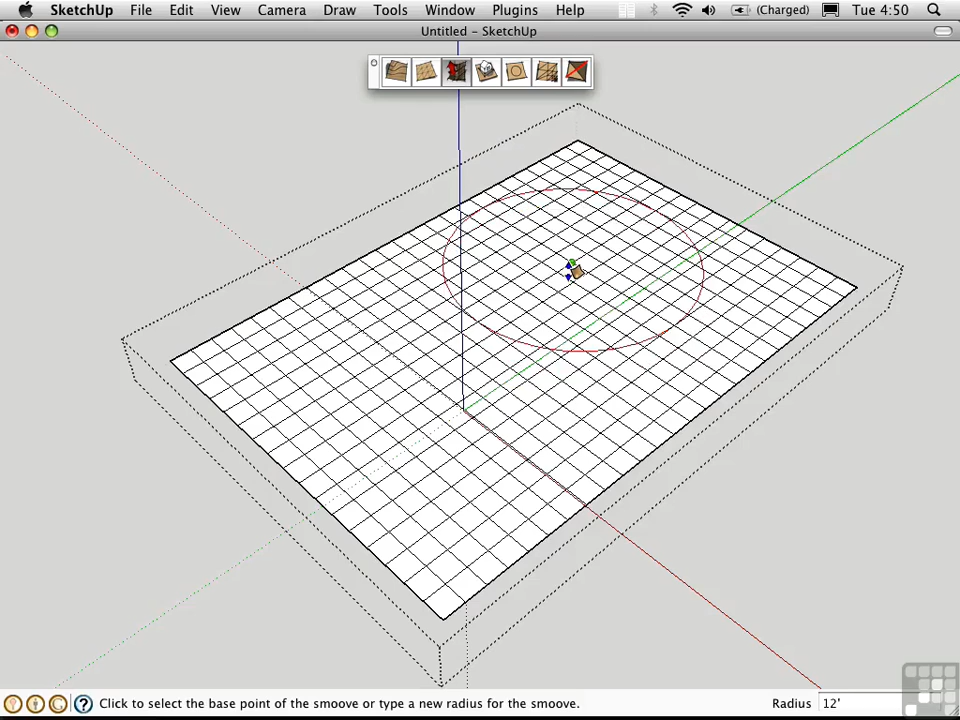 SketchUp File Edit View Camera Draw Tools Window Plugins Help (Charged) Tue 4:50
Untitled – SketchUp
Click to select the base point of the smoove or type a new radius for the smoove. Radius 12'